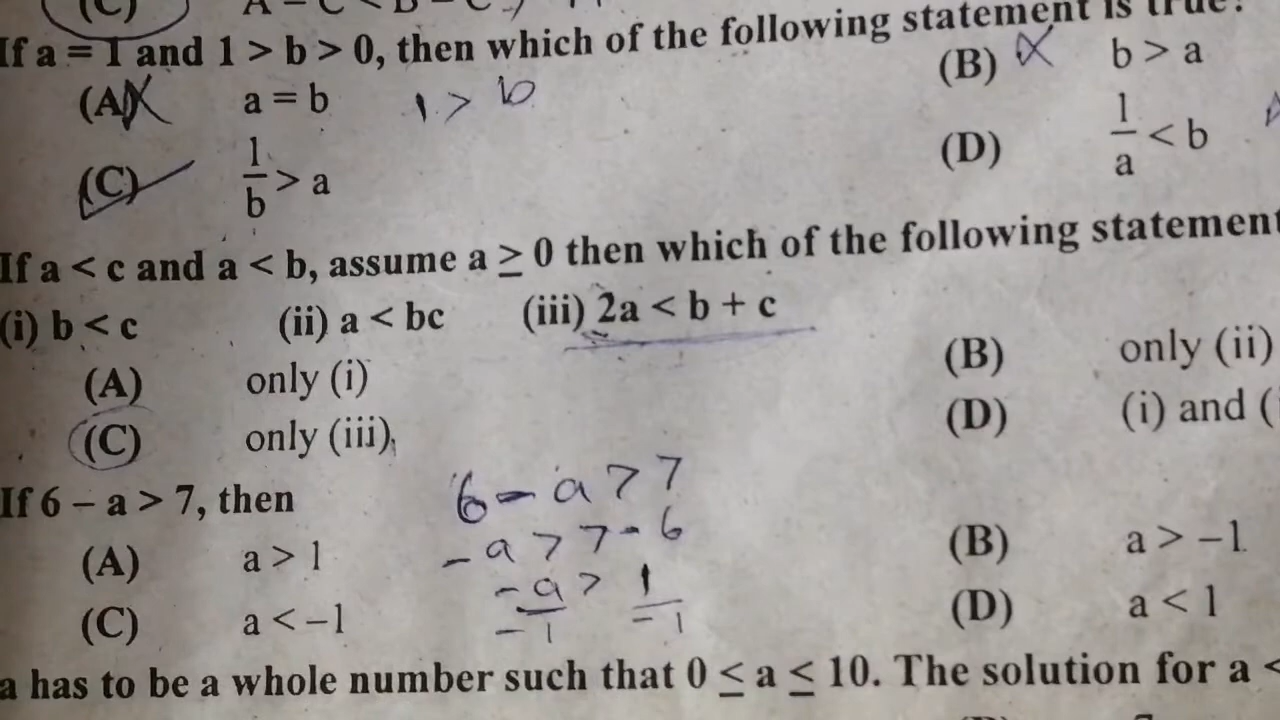 (C) A – C < B – C
If a = 1 and 1 > b > 0, then which of the following statement is true?
(A) a = b 1 > b (B) b > a
(C) 1/b > a (D) 1/a < b
If a < c and a < b, assume a ≥ 0 then which of the following statement
(i) b < c (ii) a < bc (iii) 2a < b + c
(A) only (i) (B) only (ii)
(C) only (iii) (D) (i) and (
If 6 – a > 7, then 6 - a > 7
(A) a > 1 - a > 7 - 6 (B) a > –1
(C) a < –1 -a/-1 > 1/-1 (D) a < 1
a has to be a whole number such that 0 ≤ a ≤ 10. The solution for a <